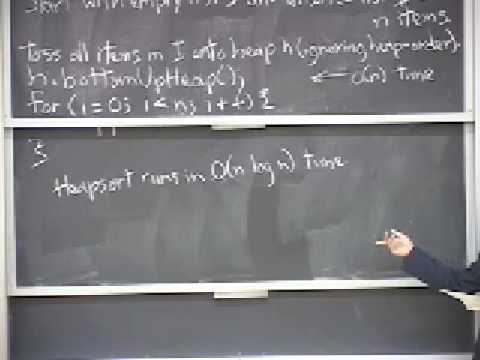 Start with empty
n items.
Toss all items in I onto heap h (ignoring heap-order).
h.bottomUpHeap(); ← O(n) time
for (i = 0; i < n; i++) {
}
Heapsort runs in O(n log n) time.